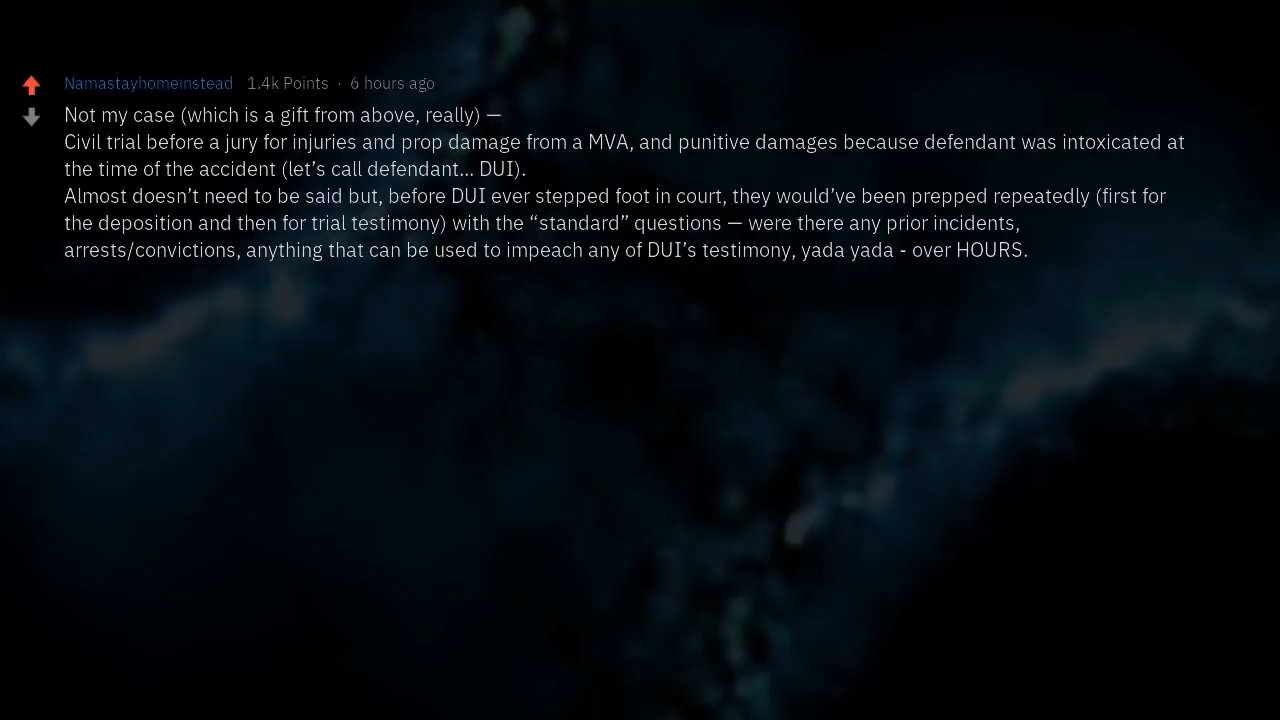 Namastayhomeinstead 1.4k Points · 6 hours ago
Not my case (which is a gift from above, really) —
Civil trial before a jury for injuries and prop damage from a MVA, and punitive damages because defendant was intoxicated at
the time of the accident (let’s call defendant... DUI).
Almost doesn’t need to be said but, before DUI ever stepped foot in court, they would’ve been prepped repeatedly (first for
the deposition and then for trial testimony) with the “standard” questions — were there any prior incidents,
arrests/convictions, anything that can be used to impeach any of DUI’s testimony, yada yada - over HOURS.